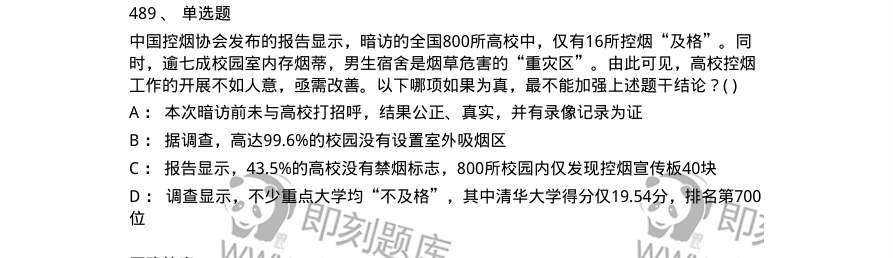 489 、 单选题
中国控烟协会发布的报告显示，暗访的全国800所高校中，仅有16所控烟“及格”。同
时，逾七成校园室内存烟蒂，男生宿舍是烟草危害的“重灾区”。由此可见，高校控烟
工作的开展不如人意，亟需改善。以下哪项如果为真，最不能加强上述题干结论？( )
A ： 本次暗访前未与高校打招呼，结果公正、真实，并有录像记录为证
B ： 据调查，高达99.6%的校园没有设置室外吸烟区
C ： 报告显示，43.5%的高校没有禁烟标志，800所校园内仅发现控烟宣传板40块
D ： 调查显示，不少重点大学均“不及格”，其中清华大学得分仅19.54分，排名第700
位
即刻题库
即刻